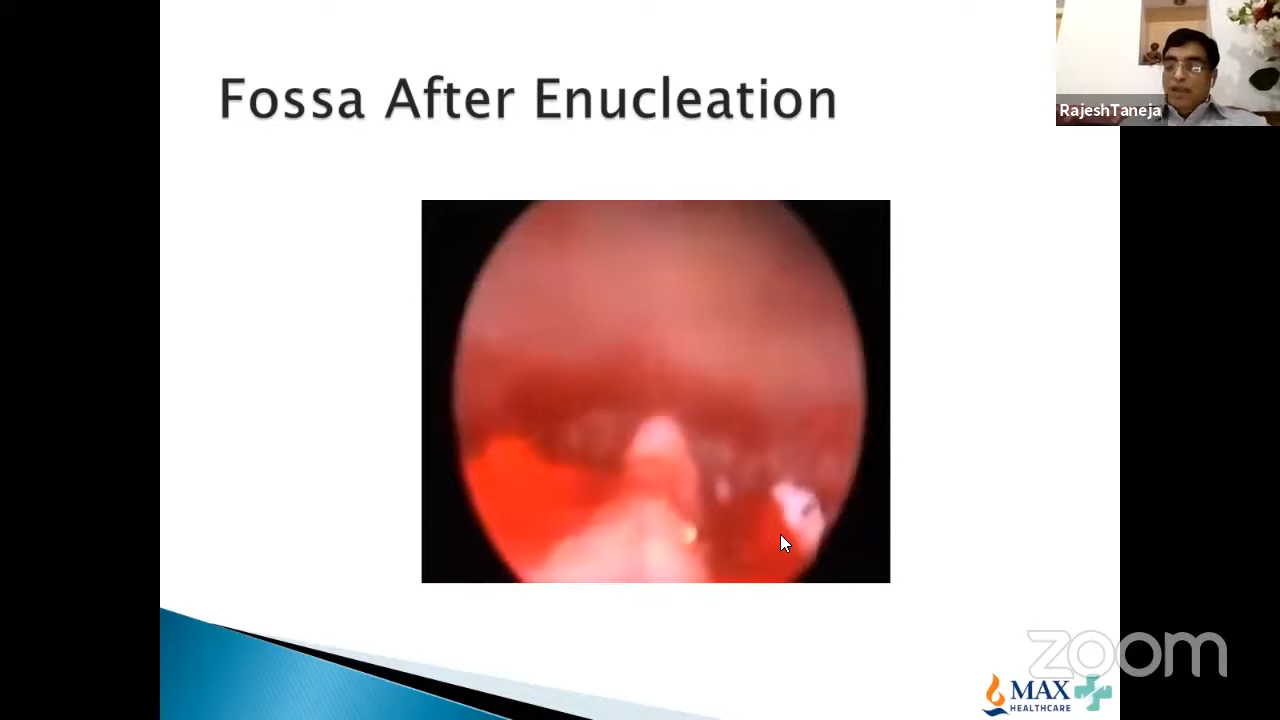 Fossa After Enucleation
RajeshTaneja
zoom
MAX
HEALTHCARE